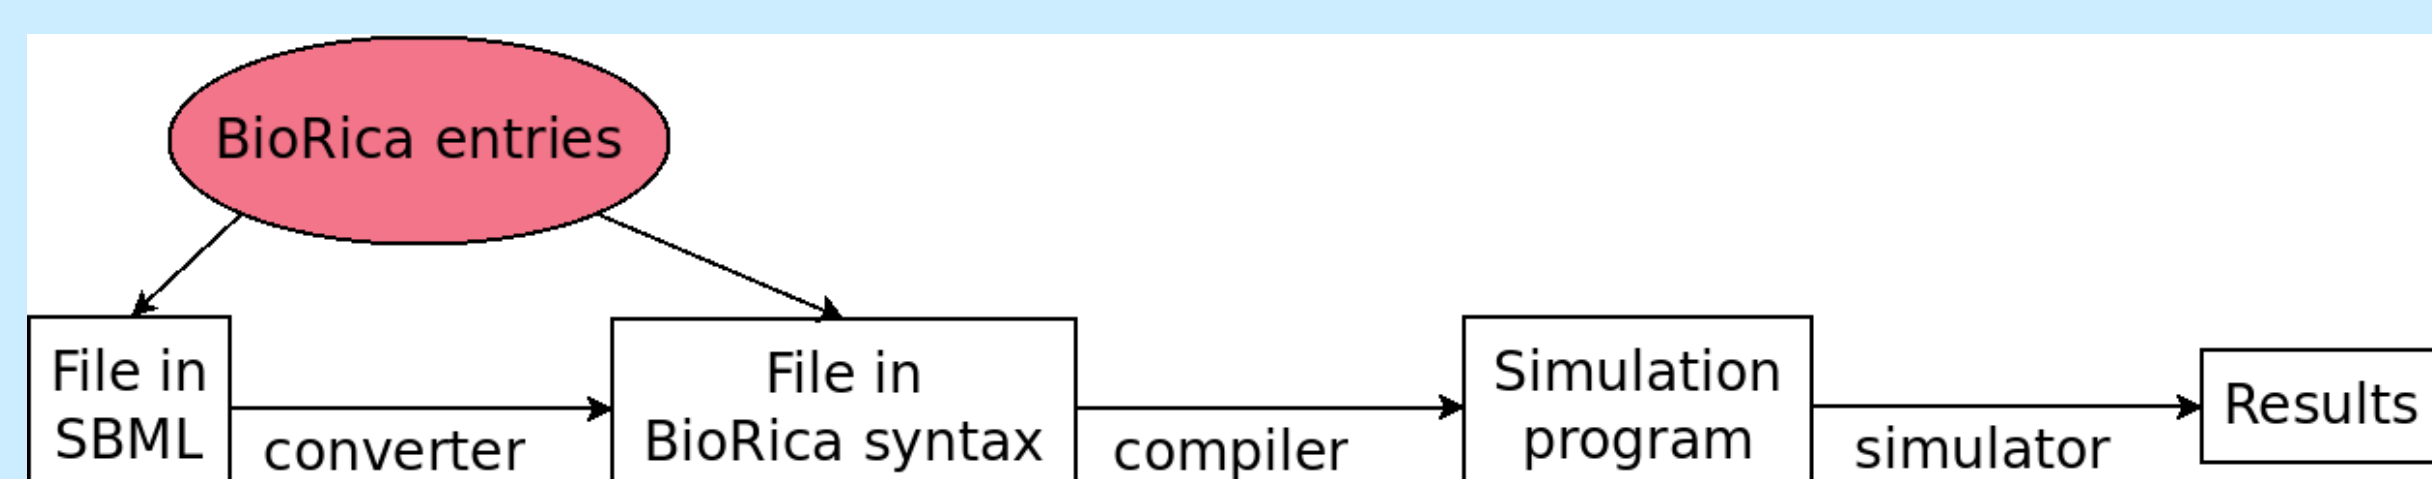 BioRica entries
File in
SBML
converter
File in
BioRica syntax
compiler
Simulation
program
simulator
Results